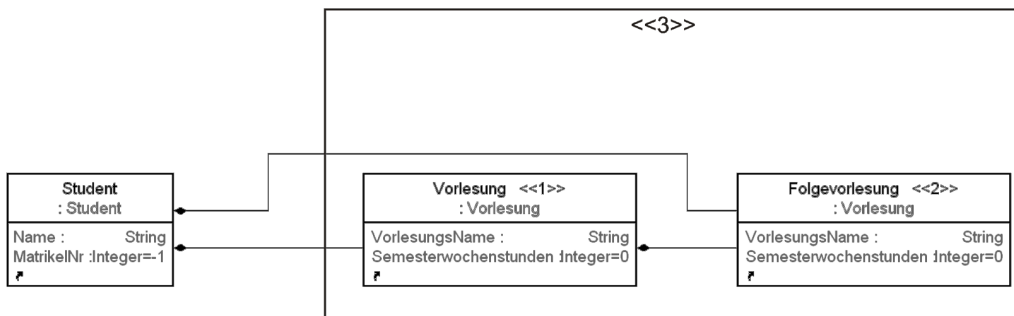 <<3>>
Student
: Student
Name : String
MatrikelNr :Integer=-1
Vorlesung <<1>>
: Vorlesung
VorlesungsName : String
Semesterwochenstunden :Integer=0
Folgevorlesung <<2>>
: Vorlesung
VorlesungsName : String
Semesterwochenstunden :Integer=0